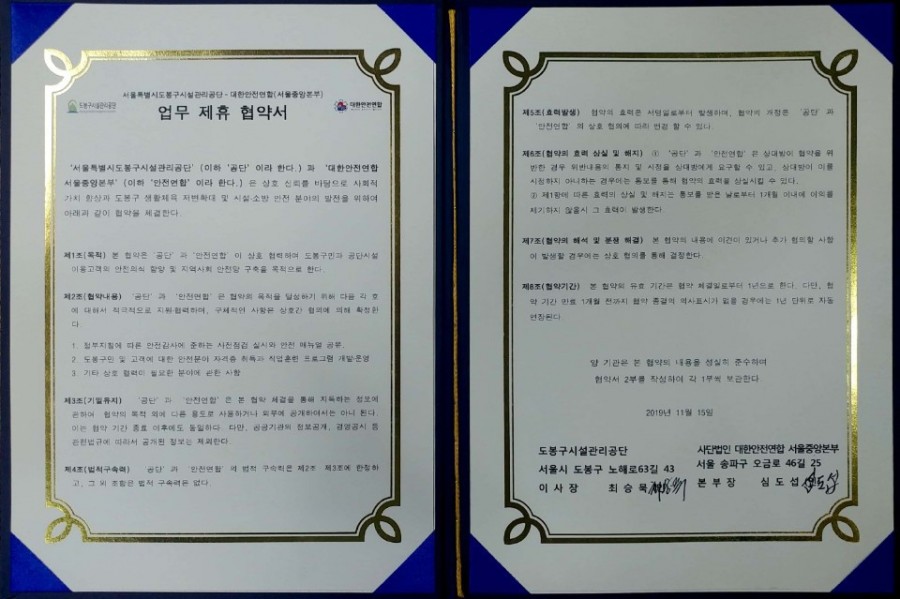 서울특별시도봉구시설관리공단 - 대한안전연합(서울중앙본부)
도봉구시설관리공단
대한안전연합
업무 제휴 협약서
'서울특별시도봉구시설관리공단' (이하 '공단' 이라 한다.) 과 '대한안전연합
서울중앙본부' (이하 '안전연합' 이라 한다.) 은 상호 신뢰를 바탕으로 사회적
가치 향상과 도봉구 생활체육 저변확대 및 시설·소방 안전 분야의 발전을 위하여
아래과 같이 협약을 체결한다.
제1조(목적) 본 협약은 '공단' 과 '안전연합' 이 상호 협력하여 도봉구민과 공단시설
이용고객의 안전의식 함양 및 지역사회 안전망 구축을 목적으로 한다.
제2조(협약내용) '공단' 과 '안전연합' 은 협약의 목적을 달성하기 위해 다음 각 호
에 대해서 적극적으로 지원·협력하며, 구체적인 사항은 상호간 협의에 의해 확정한
다.
1. 정부지침에 따른 안전감사에 준하는 사전점검 실시와 안전 매뉴얼 공유,
2. 도봉구민 및 고객에 대한 안전분야 자격증 취득과 직업훈련 프로그램 개발·운영
3. 기타 상호 협력이 필요한 분야에 관한 사항
제3조(기밀유지) '공단' 과 '안전연합' 은 본 협약 체결을 통해 지득하는 정보에
관하여 협약의 목적 외에 다른 용도로 사용하거나 외부에 공개하여서는 아니 된다.
이는 협약 기간 종료 이후에도 동일하다. 다만, 공공기관의 정보공개, 경영공시 등
관련법규에 따라서 공개된 정보는 제외한다.
제4조(법적구속력) '공단' 과 '안전연합' 의 법적 구속력은 제2조·제3조에 한정하
고, 그 외 조항은 법적 구속력은 없다.
제5조(효력발생) 협약의 효력은 서명일로부터 발생하며, 협약의 개정은 '공단' 과
'안전연합' 의 상호 협의에 따라 변경 할 수 있다.
제6조(협약의 효력 상실 및 해지) ① '공단' 과 '안전연합' 은 상대방이 협약을 위
반한 경우 위반내용의 통지 및 시정을 상대방에게 요구할 수 있고, 상대방이 이를
시정하지 아니하는 경우에는 통보를 통해 협약의 효력을 상실시킬 수 있다.
② 제1항에 따른 효력의 상실 및 해지는 통보를 받은 날로부터 1개월 이내에 이의를
제기하지 않을시 그 효력이 발생한다.
제7조(협약의 해석 및 분쟁 해결) 본 협약의 내용에 이견이 있거나 추가 협의할 사항
이 발생할 경우에는 상호 협의를 통해 결정한다.
제8조(협약기간) 본 협약의 유효 기간은 협약 체결일로부터 1년으로 한다. 다만, 협
약 기간 만료 1개월 전까지 협약 종결의 의사표시가 없을 경우에는 1년 단위로 자동
연장된다.
양 기관은 본 협약의 내용을 성실히 준수하며
협약서 2부를 작성하여 각 1부씩 보관한다.
2019년 11월 15일
도봉구시설관리공단
서울시 도봉구 노해로63길 43
이 사 장 최 승 묵
사단법인 대한안전연합 서울중앙본부
서울 송파구 오금로 46길 25
본 부 장 심 도 섭